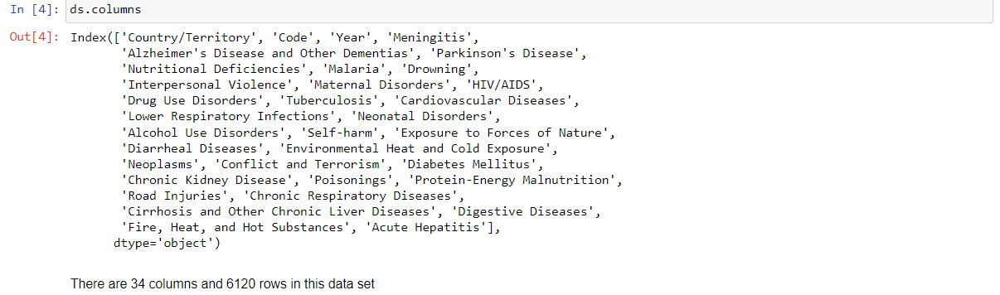 In [4]: ds.columns
Out[4]: Index(['Country/Territory', 'Code', 'Year', 'Meningitis',
'Alzheimer's Disease and Other Dementias', 'Parkinson's Disease',
'Nutritional Deficiencies', 'Malaria', 'Drowning',
'Interpersonal Violence', 'Maternal Disorders', 'HIV/AIDS',
'Drug Use Disorders', 'Tuberculosis', 'Cardiovascular Diseases',
'Lower Respiratory Infections', 'Neonatal Disorders',
'Alcohol Use Disorders', 'Self-harm', 'Exposure to Forces of Nature',
'Diarrheal Diseases', 'Environmental Heat and Cold Exposure',
'Neoplasms', 'Conflict and Terrorism', 'Diabetes Mellitus',
'Chronic Kidney Disease', 'Poisonings', 'Protein-Energy Malnutrition',
'Road Injuries', 'Chronic Respiratory Diseases',
'Cirrhosis and Other Chronic Liver Diseases', 'Digestive Diseases',
'Fire, Heat, and Hot Substances', 'Acute Hepatitis'],
dtype='object')
There are 34 columns and 6120 rows in this data set